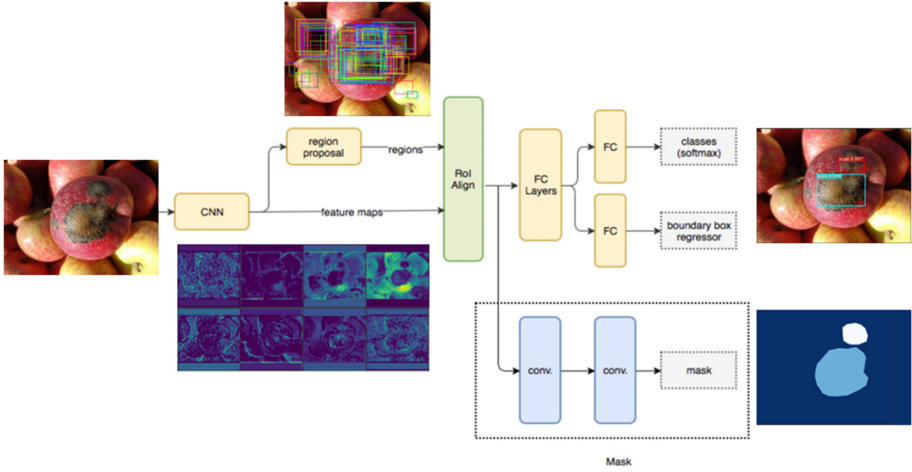 region
proposal
regions
CNN
feature maps
RoI
Align
FC
Layers
FC
classes
(softmax)
FC
boundary box
regressor
conv.
conv.
mask
Mask